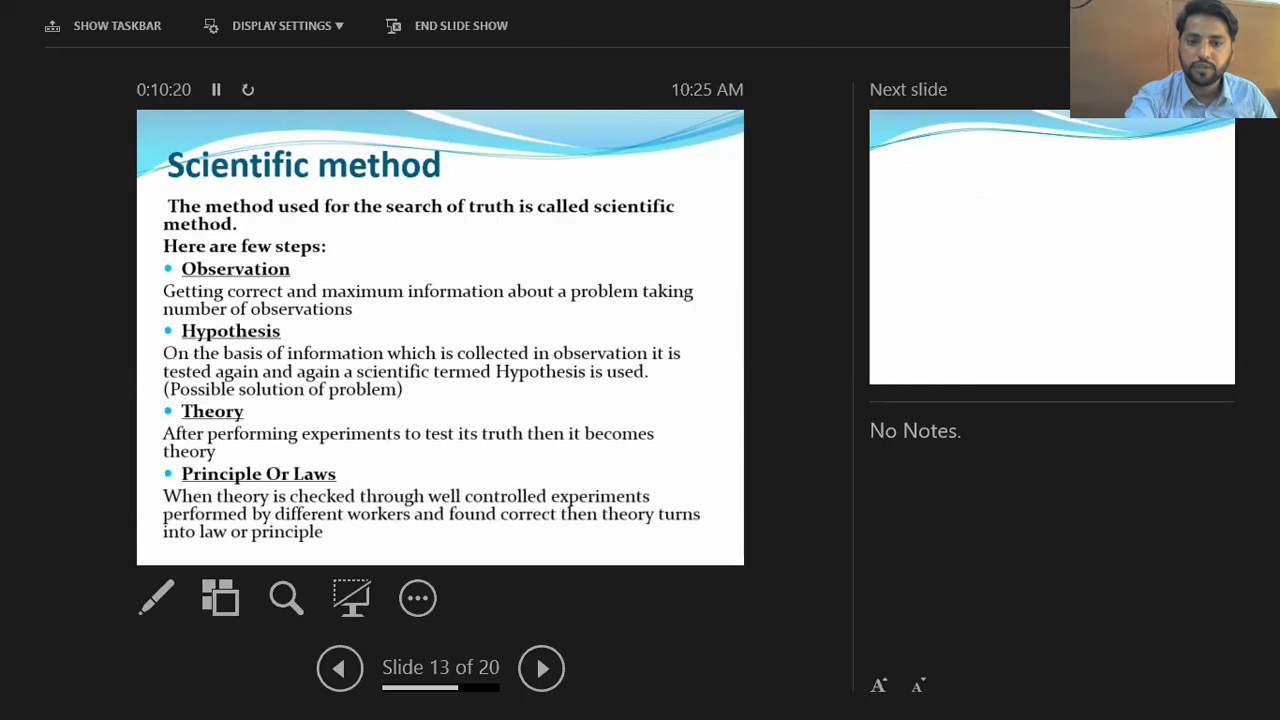 SHOW TASKBAR
DISPLAY SETTINGS
END SLIDE SHOW
0:10:20
10:25 AM
Next slide
Scientific method
The method used for the search of truth is called scientific
method.
Here are few steps:
Observation
Getting correct and maximum information about a problem taking
number of observations
Hypothesis
On the basis of information which is collected in observation it is
tested again and again a scientific termed Hypothesis is used.
(Possible solution of problem)
Theory
After performing experiments to test its truth then it becomes
theory
Principle Or Laws
When theory is checked through well controlled experiments
performed by different workers and found correct then theory turns
into law or principle
No Notes.
Slide 13 of 20
A A